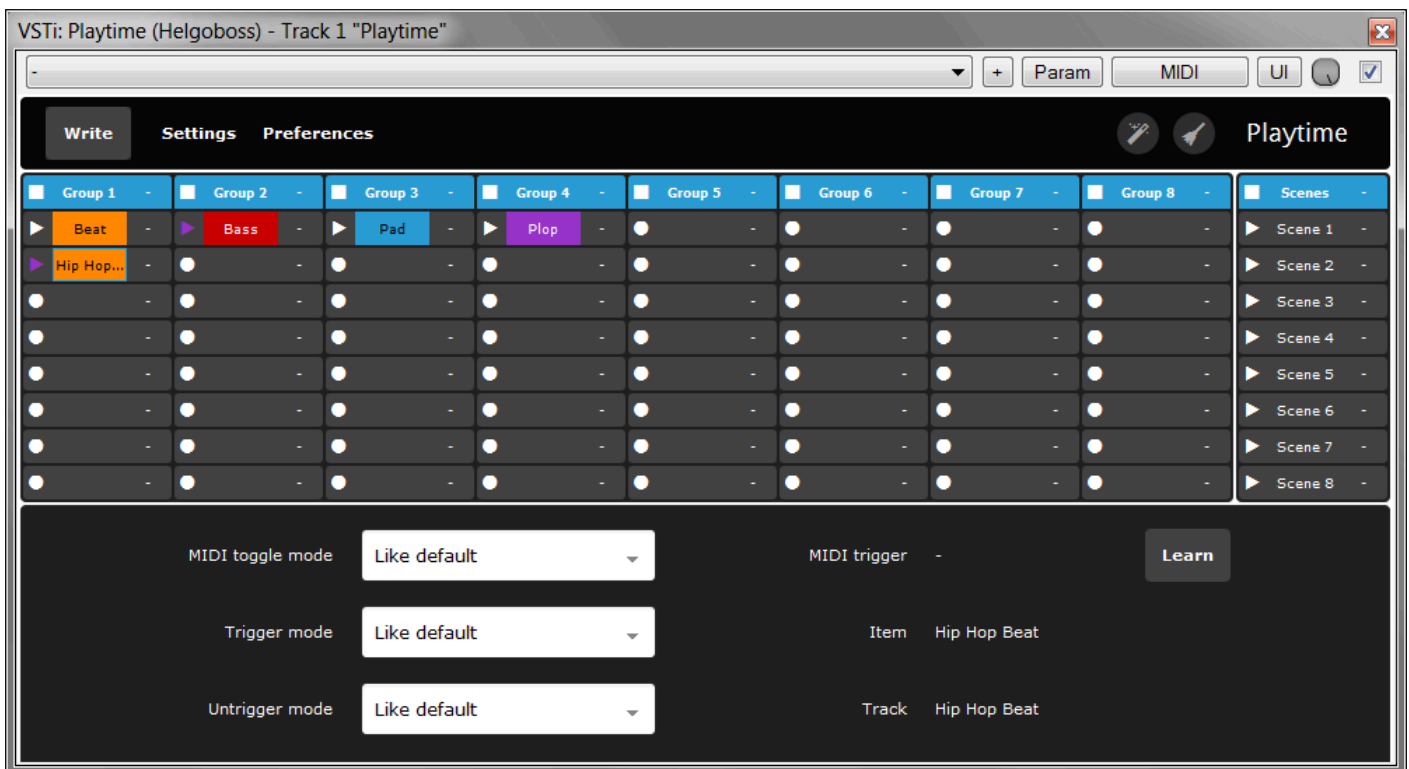 VSTi: Playtime (Helgoboss) - Track 1 "Playtime"
- + Param MIDI UI
Write Settings Preferences Playtime
Group 1 - Group 2 - Group 3 - Group 4 - Group 5 - Group 6 - Group 7 - Group 8 - Scenes -
Beat - Bass - Pad - Plop - - - - - Scene 1 -
Hip Hop... - - - - - - - - Scene 2 -
- - - - - - - - Scene 3 -
- - - - - - - - Scene 4 -
- - - - - - - - Scene 5 -
- - - - - - - - Scene 6 -
- - - - - - - - Scene 7 -
- - - - - - - - Scene 8 -
MIDI toggle mode Like default MIDI trigger - Learn
Trigger mode Like default Item Hip Hop Beat
Untrigger mode Like default Track Hip Hop Beat